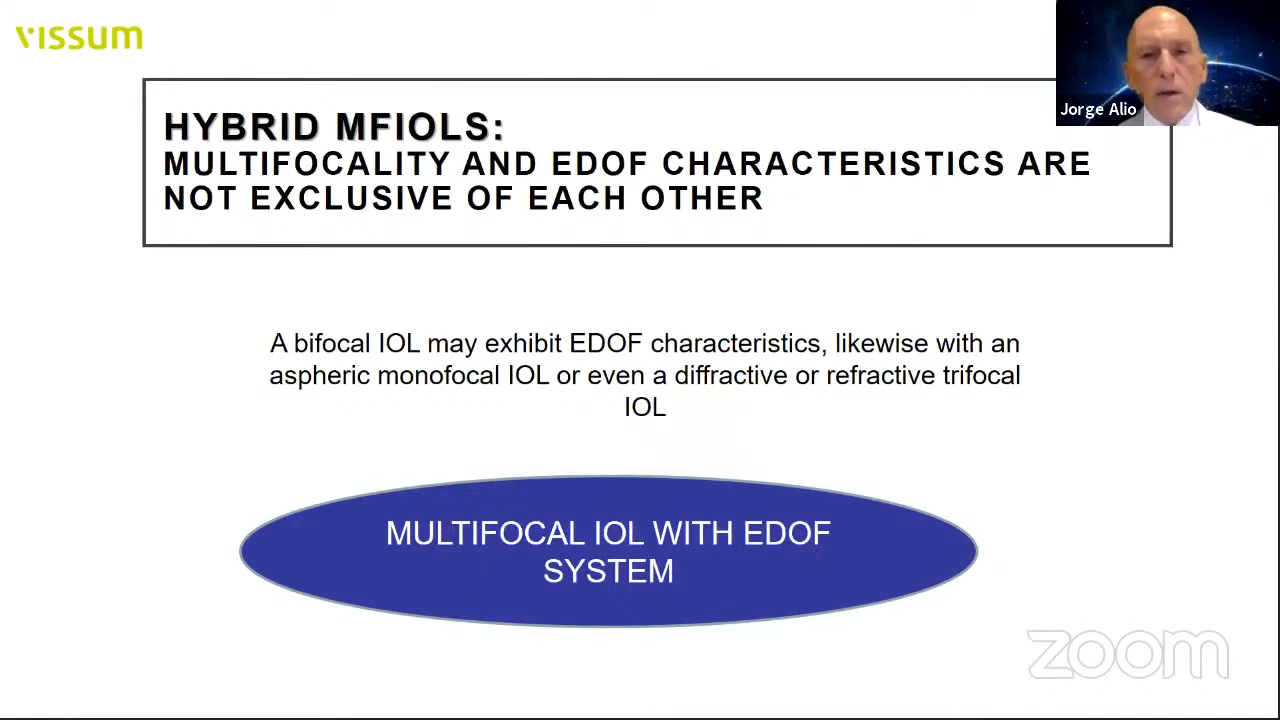 vissum
Jorge Alio
HYBRID MFIOLS:
MULTIFOCALITY AND EDOF CHARACTERISTICS ARE
NOT EXCLUSIVE OF EACH OTHER
A bifocal IOL may exhibit EDOF characteristics, likewise with an
aspheric monofocal IOL or even a diffractive or refractive trifocal
IOL
MULTIFOCAL IOL WITH EDOF
SYSTEM
zoom